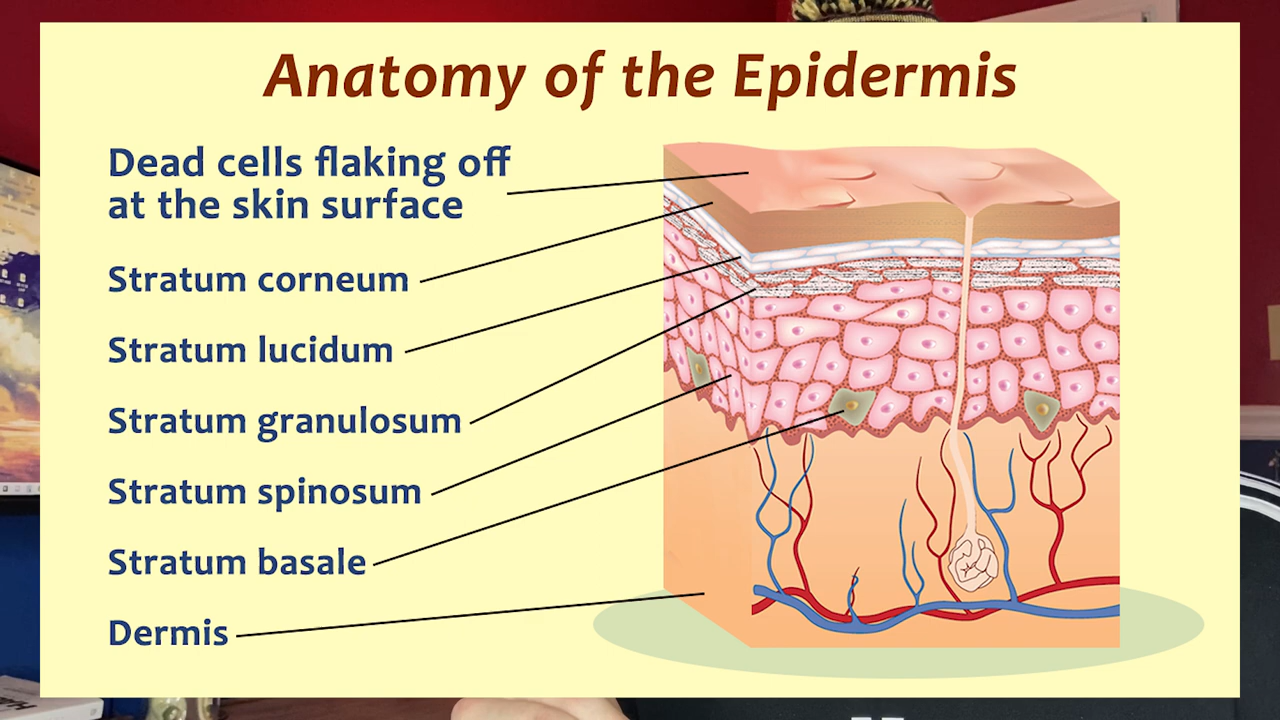 Anatomy of the Epidermis
Dead cells flaking off
at the skin surface
Stratum corneum
Stratum lucidum
Stratum granulosum
Stratum spinosum
Stratum basale
Dermis